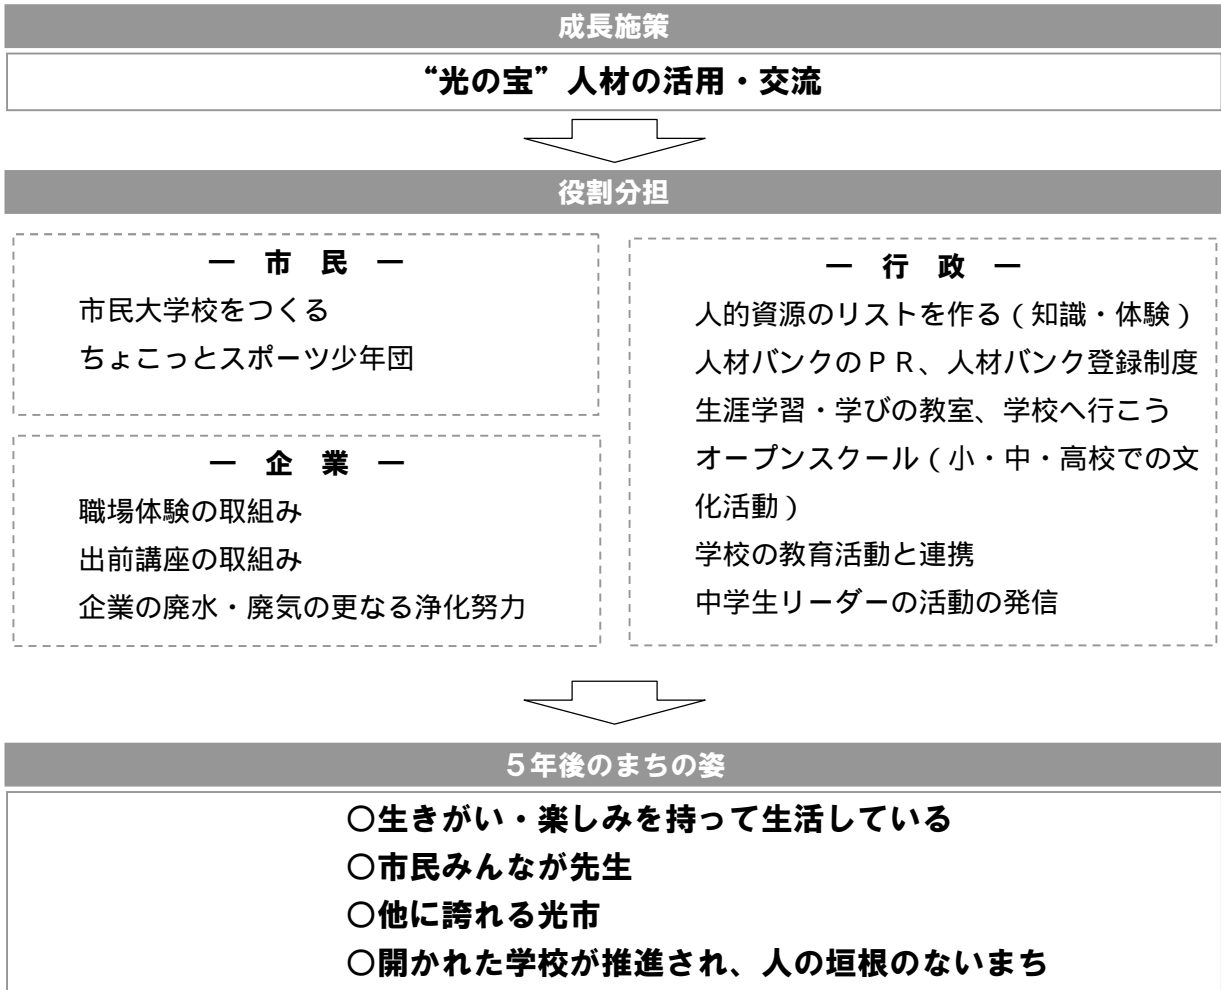 成長施策
“光の宝”人材の活用・交流
役割分担
― 市 民 ―
市民大学校をつくる
ちょこっとスポーツ少年団
― 企 業 ―
職場体験の取組み
出前講座の取組み
企業の廃水・廃気の更なる浄化努力
― 行 政 ―
人的資源のリストを作る（知識・体験）
人材バンクのＰＲ、人材バンク登録制度
生涯学習・学びの教室、学校へ行こう
オープンスクール（小・中・高校での文
化活動）
学校の教育活動と連携
中学生リーダーの活動の発信
５年後のまちの姿
○生きがい・楽しみを持って生活している
○市民みんなが先生
○他に誇れる光市
○開かれた学校が推進され、人の垣根のないまち